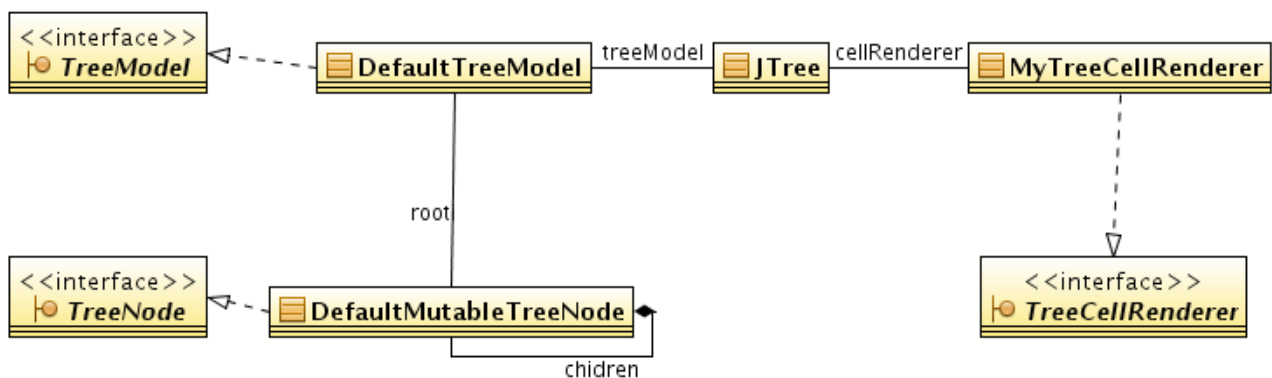 <<interface>>
TreeModel
DefaultTreeModel
treeModel
JTree
cellRenderer
MyTreeCellRenderer
root
<<interface>>
TreeNode
DefaultMutableTreeNode
chidren
<<interface>>
TreeCellRenderer